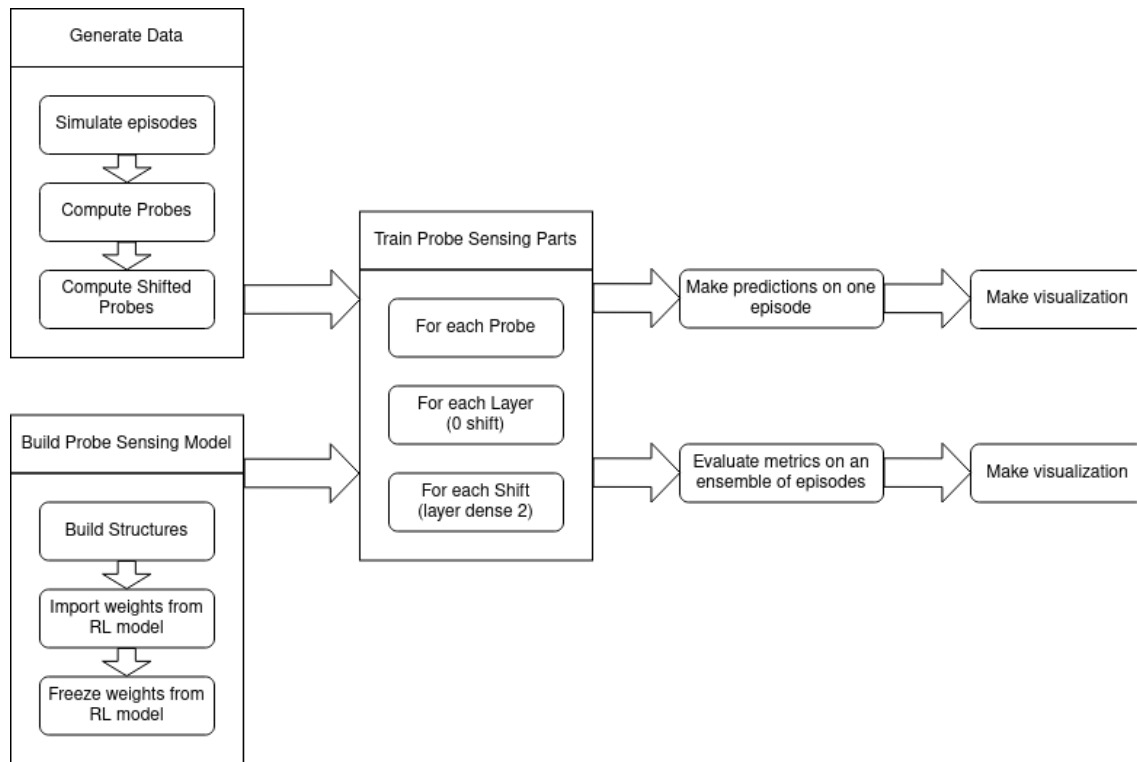 Generate Data
Simulate episodes
Compute Probes
Compute Shifted
Probes
Build Probe Sensing Model
Build Structures
Import weights from
RL model
Freeze weights from
RL model
Train Probe Sensing Parts
For each Probe
For each Layer
(0 shift)
For each Shift
(layer dense 2)
Make predictions on one
episode
Make visualization
Evaluate metrics on an
ensemble of episodes
Make visualization